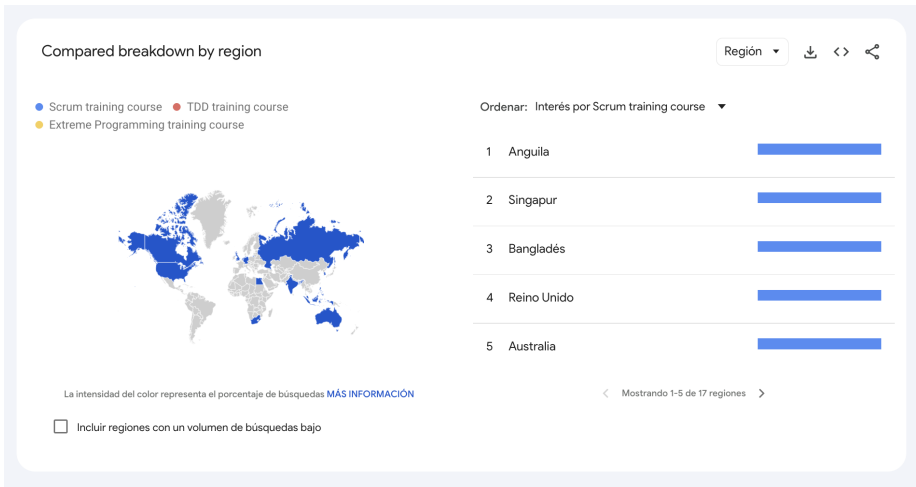 Compared breakdown by region
Región
Scrum training course
TDD training course
Extreme Programming training course
La intensidad del color representa el porcentaje de búsquedas MÁS INFORMACIÓN
Incluir regiones con un volumen de búsquedas bajo
Ordenar: Interés por Scrum training course
1 Anguila
2 Singapur
3 Bangladés
4 Reino Unido
5 Australia
Mostrando 1-5 de 17 regiones